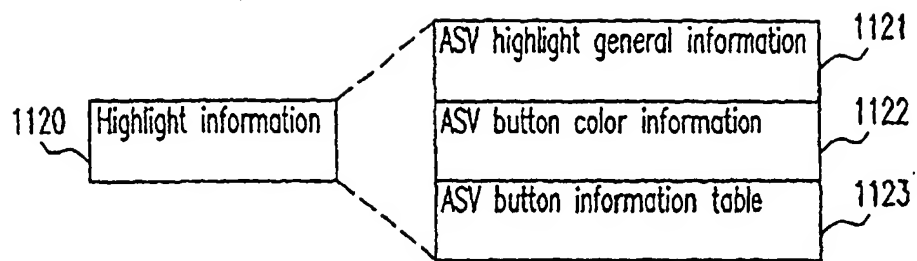 ASV highlight general information
1121
1120
Highlight information
ASV button color information
1122
ASV button information table
1123